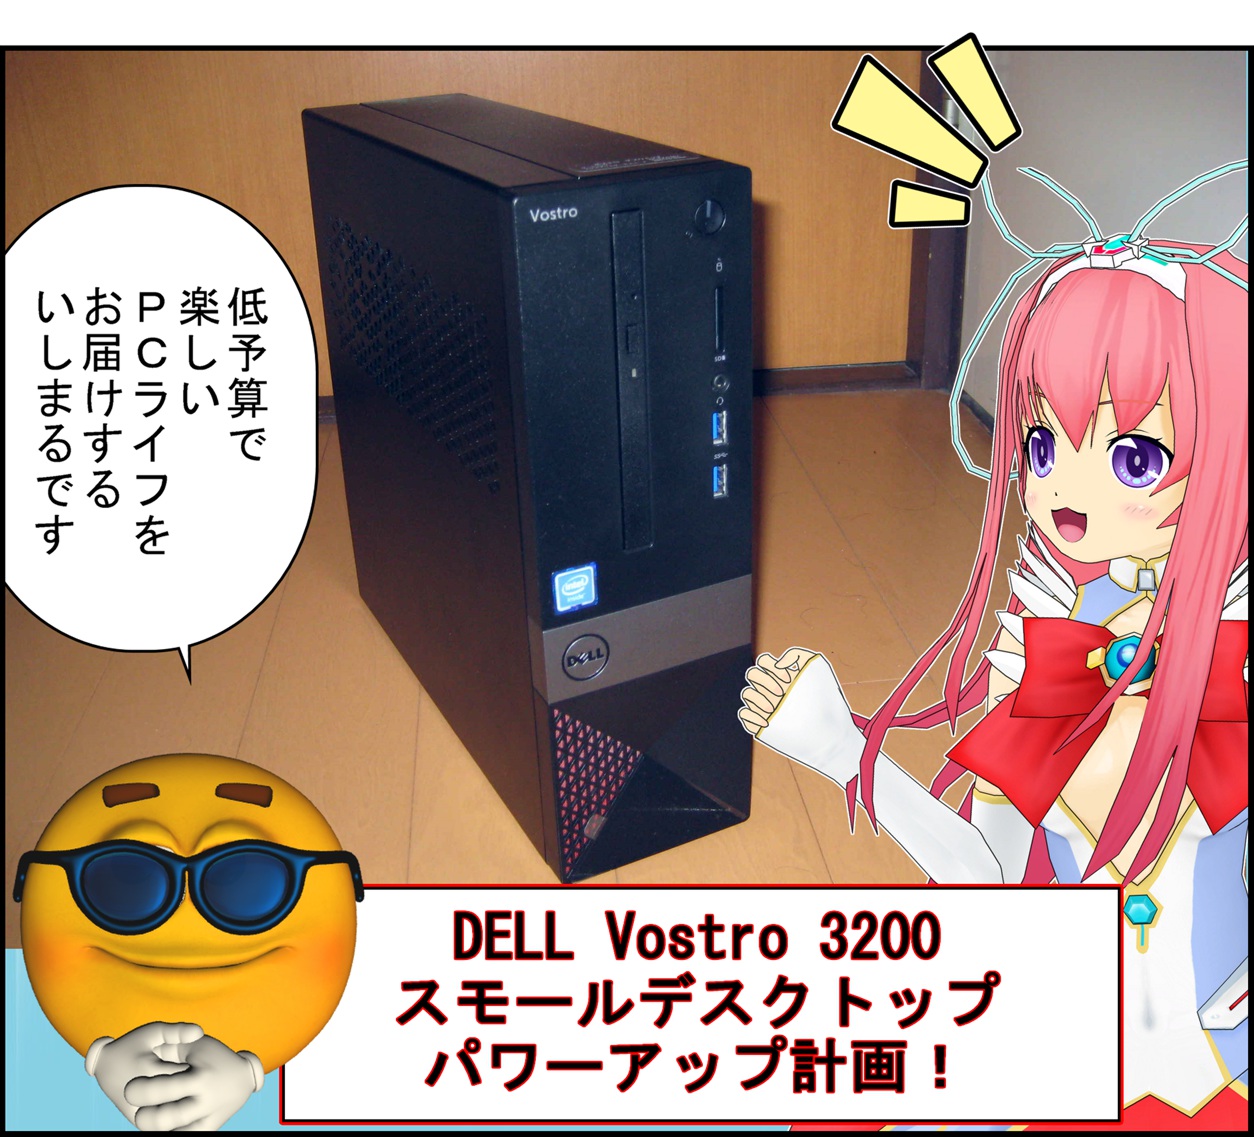 低予算で
楽しい
ＰＣライフを
お届けする
いしまるです
Vostro
intel
inside
DELL
DELL Vostro 3200
スモールデスクトップ
パワーアップ計画！